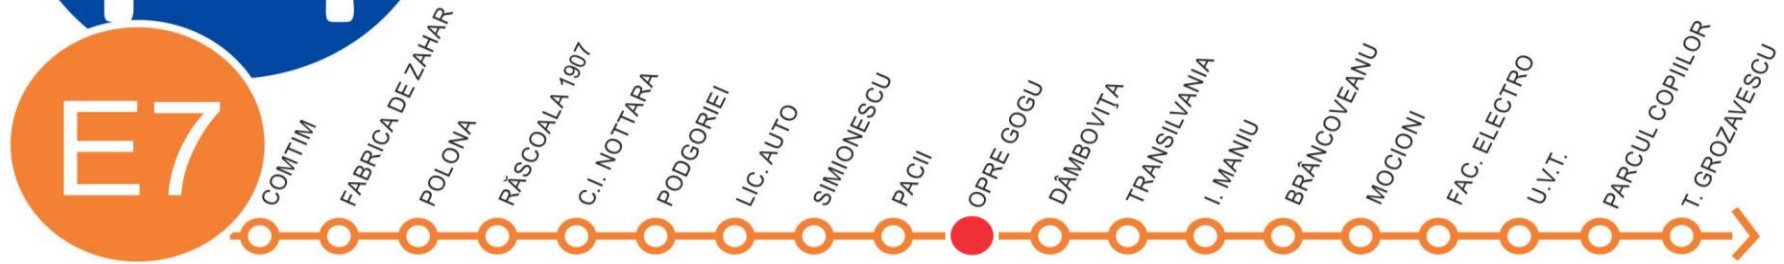 E7
COMTIM
FABRICA DE ZAHAR
POLONA
RĂSCOALA 1907
C.I. NOTTARA
PODGORIEI
LIC. AUTO
SIMIONESCU
PACII
OPRE GOGU
DÂMBOVIŢA
TRANSILVANIA
I. MANIU
BRÂNCOVEANU
MOCIONI
FAC. ELECTRO
U.V.T.
PARCUL COPIILOR
T. GROZAVESCU